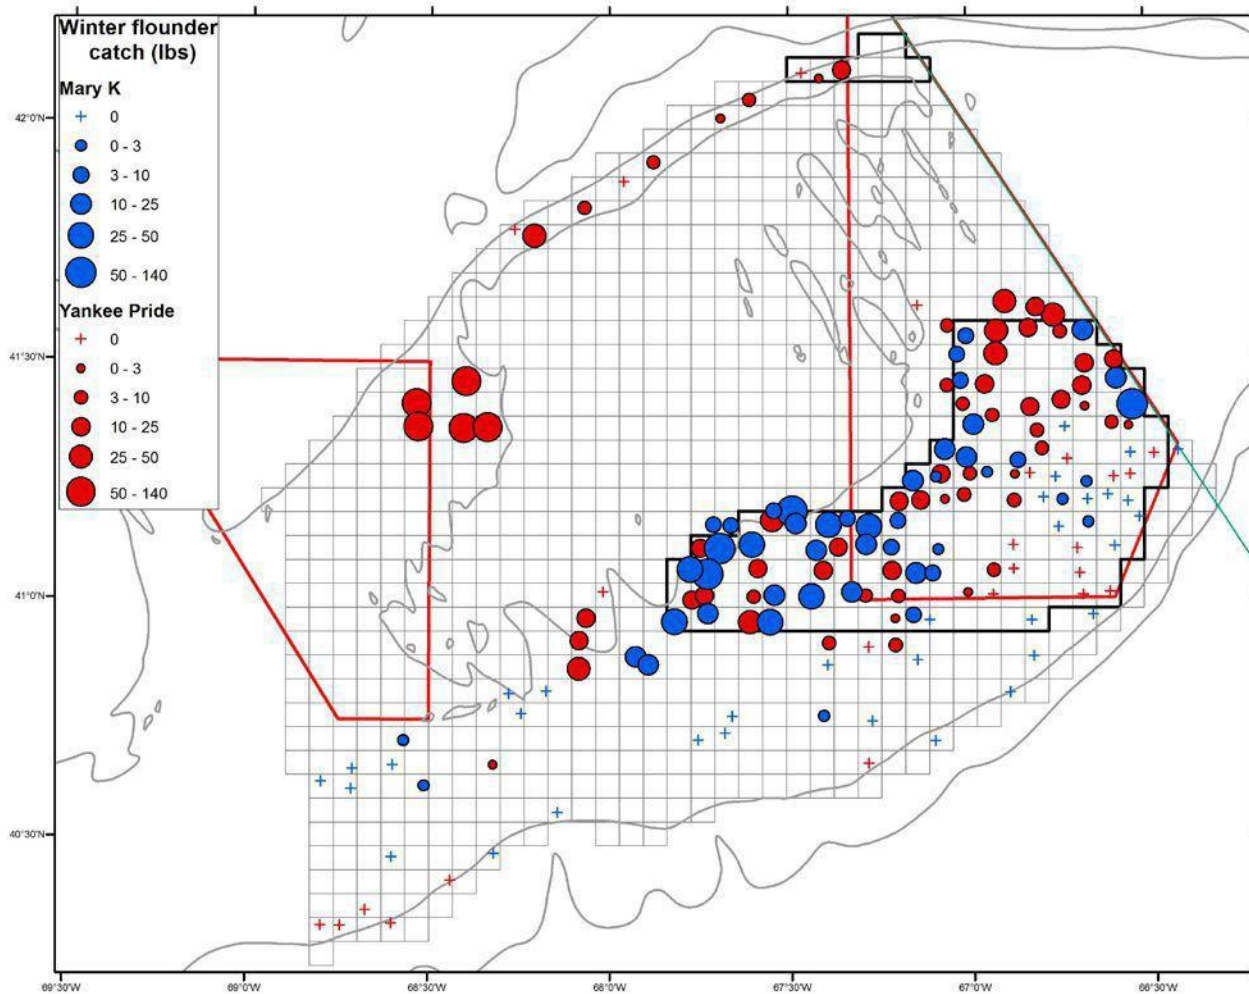 Winter flounder
catch (lbs)
Mary K
0
0 - 3
3 - 10
10 - 25
25 - 50
50 - 140
Yankee Pride
0
0 - 3
3 - 10
10 - 25
25 - 50
50 - 140
42°0'N
41°30'N
41°0'N
40°30'N
69°30'W 69°0'W 68°30'W 68°0'W 67°30'W 67°0'W 66°30'W